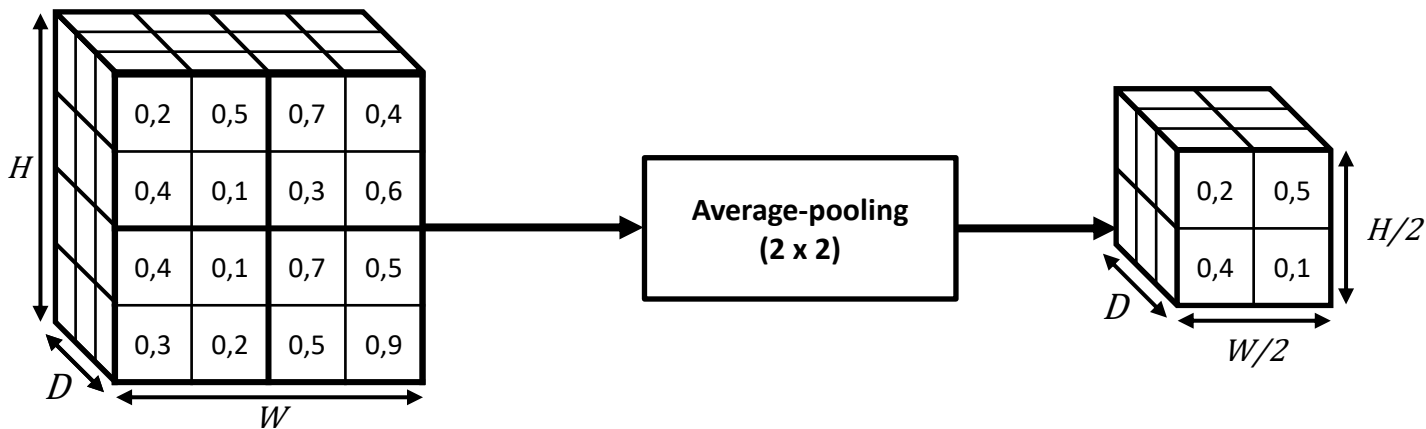 H
0,2 0,5 0,7 0,4
0,4 0,1 0,3 0,6
0,4 0,1 0,7 0,5
0,3 0,2 0,5 0,9
D
W
Average-pooling
(2 x 2)
0,2 0,5
0,4 0,1
H/2
D
W/2